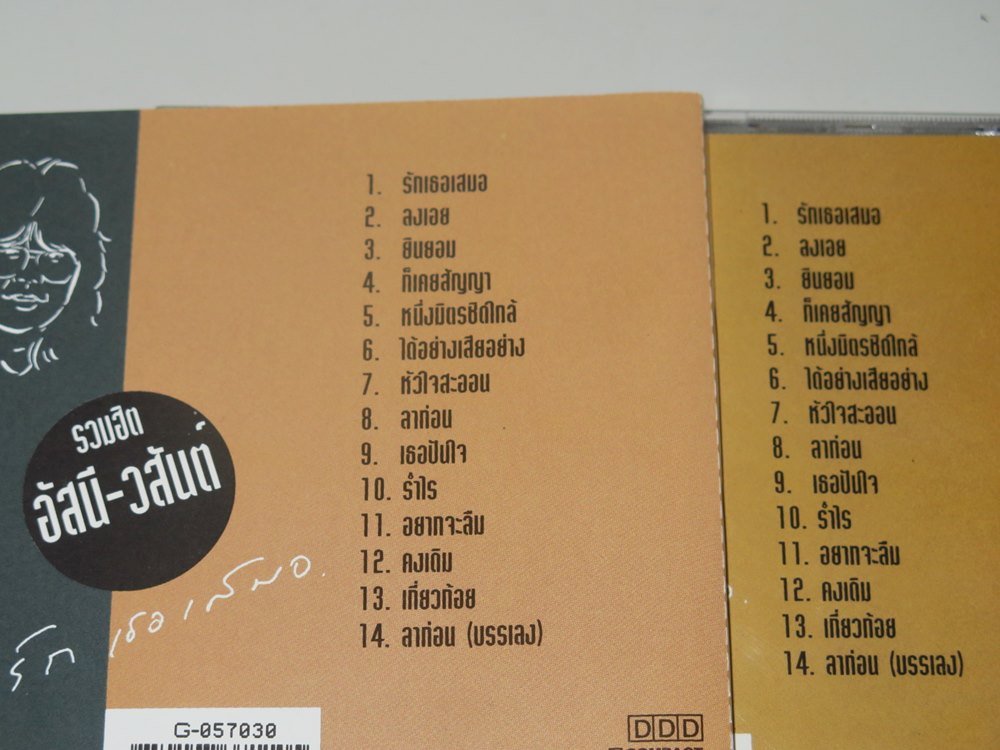 1. รักเธอเสมอ
2. ลงเอย
3. ยินยอม
4. ก็เคยสัญญา
5. หนึ่งมิตรชิดใกล้
6. ได้อย่างเสียอย่าง
7. หัวใจสะออน
8. ลาก่อน
9. เธอปันใจ
10. ร่ำไร
11. อยากจะลืม
12. คงเดิม
13. เกี่ยวก้อย
14. ลาก่อน (บรรเลง)
รวมฮิต
อัสนี-วสันต์
รัก เธอ เสมอ.
G-057030
DDD
COMPACT
1. รักเธอเสมอ
2. ลงเอย
3. ยินยอม
4. ก็เคยสัญญา
5. หนึ่งมิตรชิดใกล้
6. ได้อย่างเสียอย่าง
7. หัวใจสะออน
8. ลาก่อน
9. เธอปันใจ
10. ร่ำไร
11. อยากจะลืม
12. คงเดิม
13. เกี่ยวก้อย
14. ลาก่อน (บรรเลง)